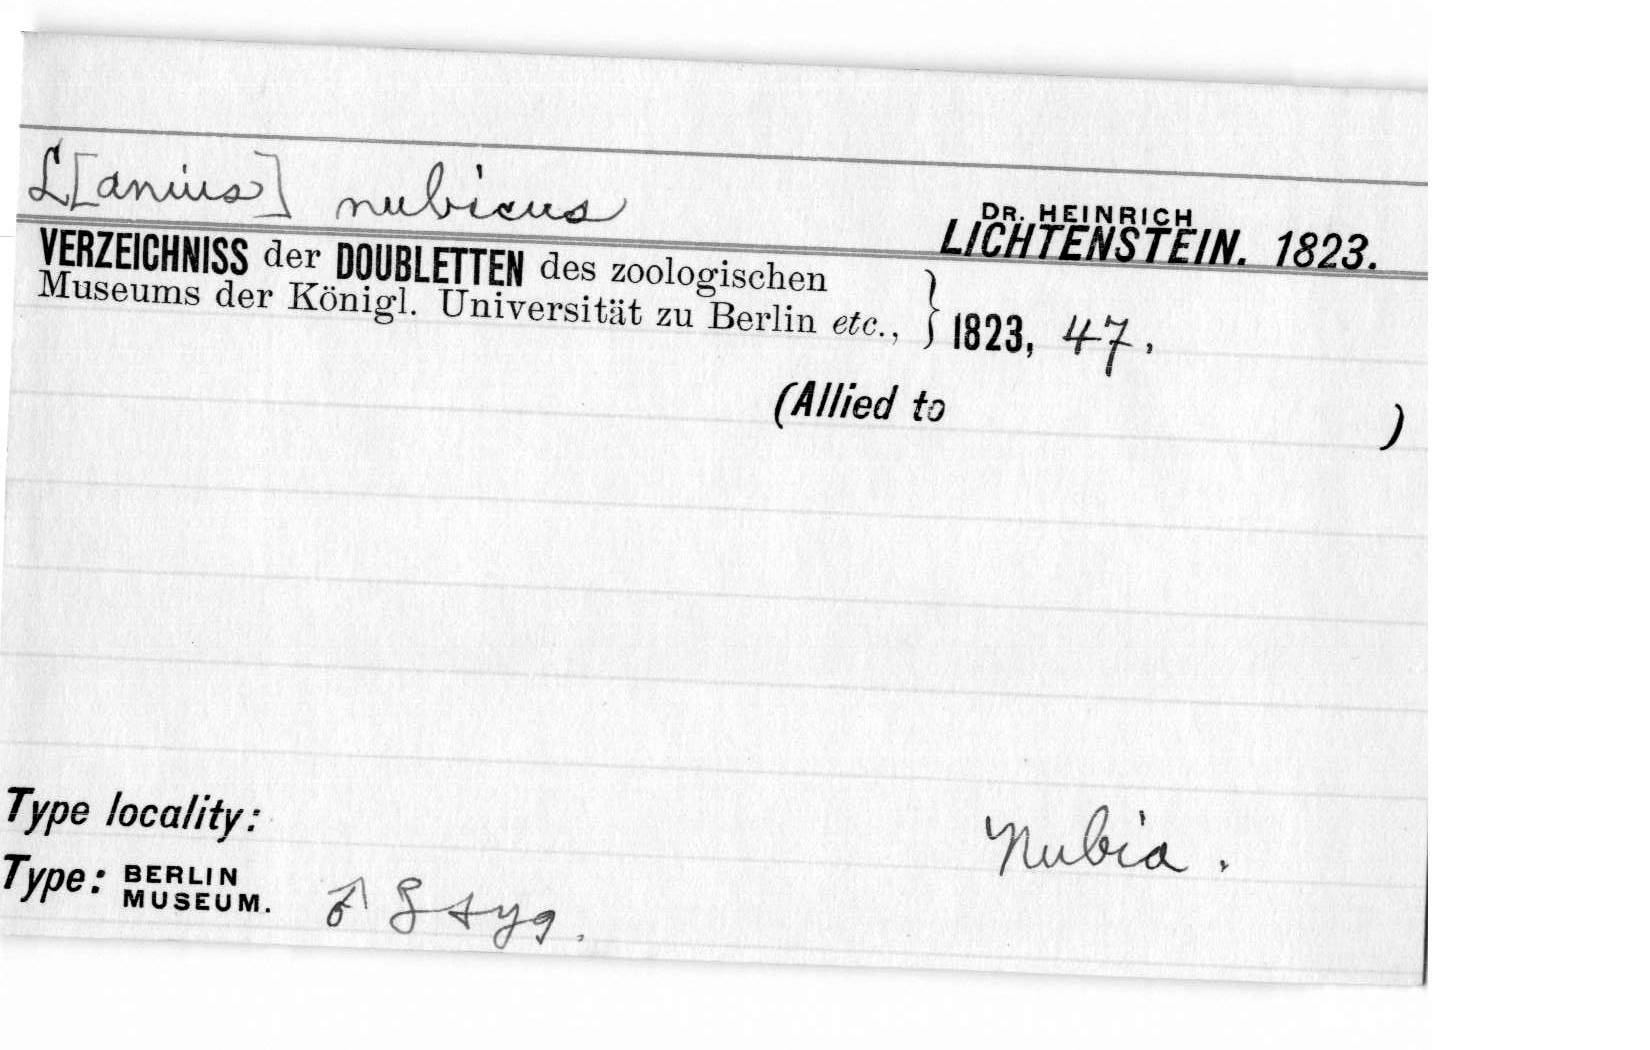 L[anius] nubicus
DR. HEINRICH
LICHTENSTEIN. 1823.
VERZEICHNISS der DOUBLETTEN des zoologischen
Museums der Königl. Universität zu Berlin etc., } 1823, 47.
(Allied to )
Type locality: Nubia.
Type: BERLIN MUSEUM. ♂ ♀ + yg.